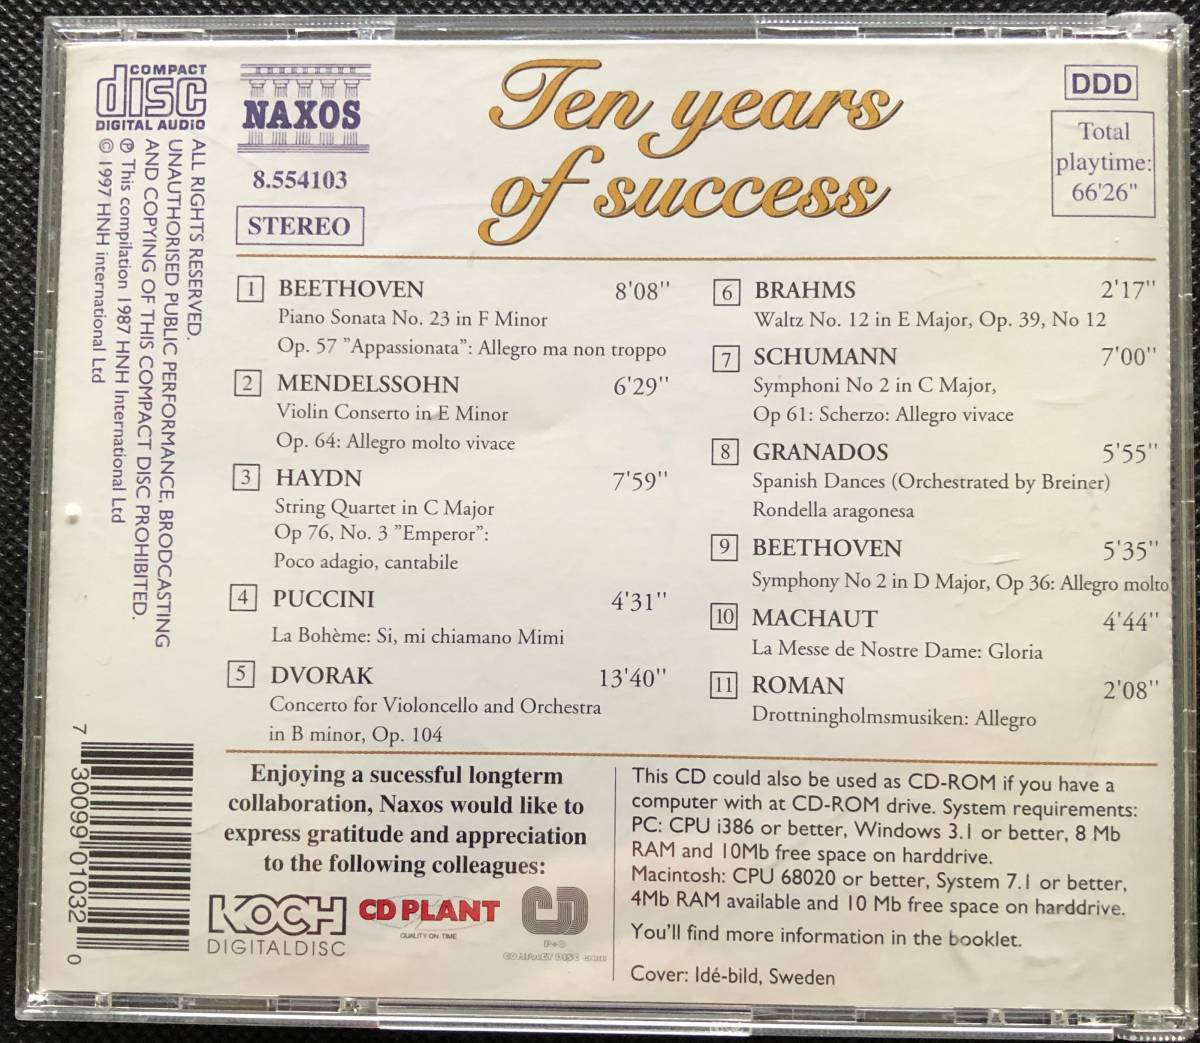 COMPACT
disc
DIGITAL AUDIO
NAXOS
8.554103
STEREO
Ten years
of success
DDD
Total
playtime:
66'26"
ALL RIGHTS RESERVED.
UNAUTHORISED PUBLIC PERFORMANCE, BRODCASTING
AND COPYING OF THIS COMPACT DISC PROHIBITED.
℗ This compilation 1987 HNH International Ltd
© 1997 HNH international Ltd
1 BEETHOVEN 8'08"
Piano Sonata No. 23 in F Minor
Op. 57 ”Appassionata”: Allegro ma non troppo
2 MENDELSSOHN 6'29"
Violin Conserto in E Minor
Op. 64: Allegro molto vivace
3 HAYDN 7'59"
String Quartet in C Major
Op 76, No. 3 ”Emperor”:
Poco adagio, cantabile
4 PUCCINI 4'31"
La Bohème: Si, mi chiamano Mimi
5 DVORAK 13'40"
Concerto for Violoncello and Orchestra
in B minor, Op. 104
6 BRAHMS 2'17"
Waltz No. 12 in E Major, Op. 39, No 12
7 SCHUMANN 7'00"
Symphoni No 2 in C Major,
Op 61: Scherzo: Allegro vivace
8 GRANADOS 5'55"
Spanish Dances (Orchestrated by Breiner)
Rondella aragonesa
9 BEETHOVEN 5'35"
Symphony No 2 in D Major, Op 36: Allegro molto
10 MACHAUT 4'44"
La Messe de Nostre Dame: Gloria
11 ROMAN 2'08"
Drottningholmsmusiken: Allegro
7 30099 01032 0
Enjoying a sucessful longterm
collaboration, Naxos would like to
express gratitude and appreciation
to the following colleagues:
KOCH
DIGITALDISC
CD PLANT
QUALITY ON TIME
CD
P+O
COMPACT DISC
This CD could also be used as CD-ROM if you have a
computer with at CD-ROM drive. System requirements:
PC: CPU i386 or better, Windows 3.1 or better, 8 Mb
RAM and 10Mb free space on harddrive.
Macintosh: CPU 68020 or better, System 7.1 or better,
4Mb RAM available and 10 Mb free space on harddrive.
You'll find more information in the booklet.
Cover: Idé-bild, Sweden